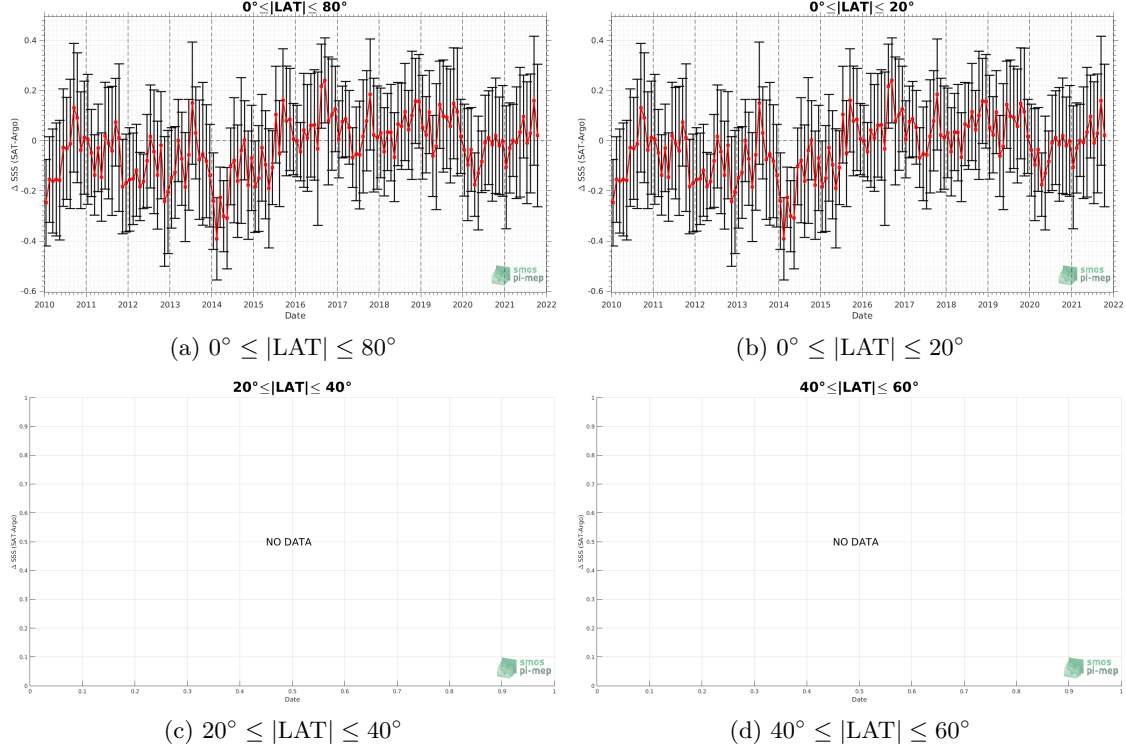 0°≤|LAT|≤ 80°
0.4
0.2
0
-0.2
-0.4
-0.6
Δ SSS (SAT-Argo)
2010 2011 2012 2013 2014 2015 2016 2017 2018 2019 2020 2021 2022
Date
smos
pi-mep
(a) 0° ≤ |LAT| ≤ 80°
0°≤|LAT|≤ 20°
0.4
0.2
0
-0.2
-0.4
-0.6
Δ SSS (SAT-Argo)
2010 2011 2012 2013 2014 2015 2016 2017 2018 2019 2020 2021 2022
Date
smos
pi-mep
(b) 0° ≤ |LAT| ≤ 20°
20°≤|LAT|≤ 40°
1
0.9
0.8
0.7
0.6
0.5
0.4
0.3
0.2
0.1
0
Δ SSS (SAT-Argo)
NO DATA
0 0.1 0.2 0.3 0.4 0.5 0.6 0.7 0.8 0.9 1
Date
smos
pi-mep
(c) 20° ≤ |LAT| ≤ 40°
40°≤|LAT|≤ 60°
1
0.9
0.8
0.7
0.6
0.5
0.4
0.3
0.2
0.1
0
Δ SSS (SAT-Argo)
NO DATA
0 0.1 0.2 0.3 0.4 0.5 0.6 0.7 0.8 0.9 1
Date
smos
pi-mep
(d) 40° ≤ |LAT| ≤ 60°